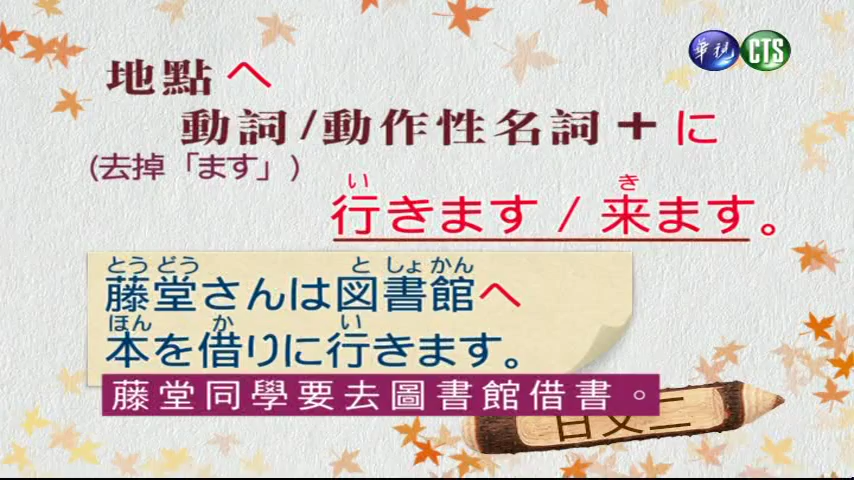 華視 CTS
地點へ
動詞/動作性名詞+に
(去掉「ます」)
い き
行きます/来ます。
とう どう と しょ かん
藤堂さんは図書館へ
ほん か い
本を借りに行きます。
藤堂同學要去圖書館借書。
日文二